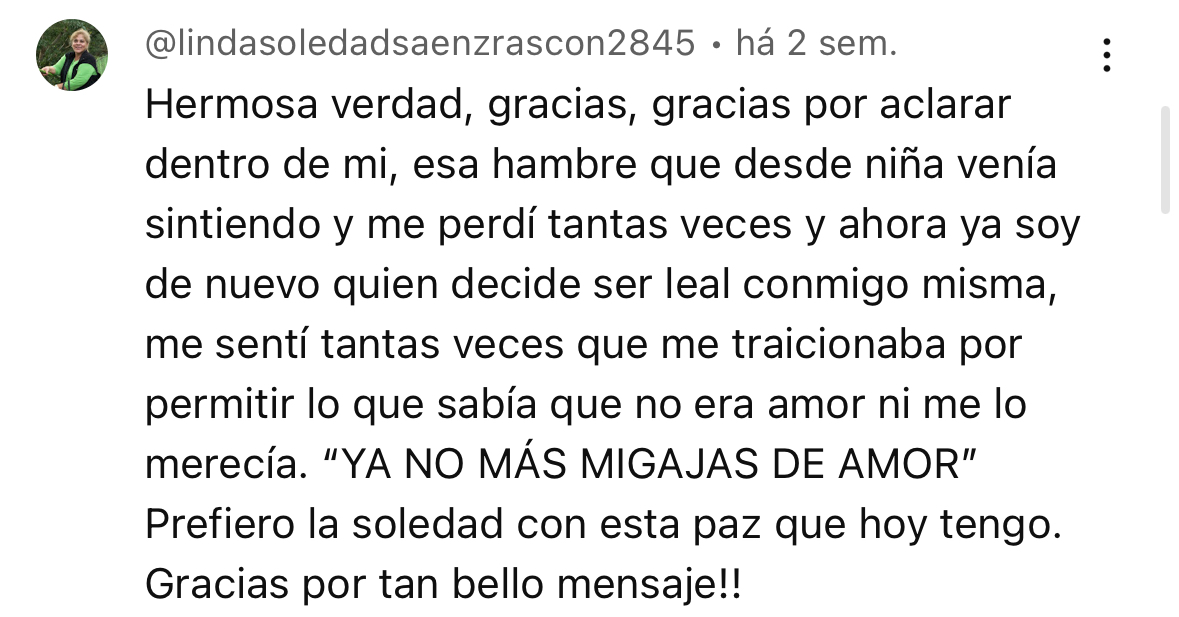 @lindasoledadsaenzrascon2845 • há 2 sem.
Hermosa verdad, gracias, gracias por aclarar
dentro de mi, esa hambre que desde niña venía
sintiendo y me perdí tantas veces y ahora ya soy
de nuevo quien decide ser leal conmigo misma,
me sentí tantas veces que me traicionaba por
permitir lo que sabía que no era amor ni me lo
merecía. “YA NO MÁS MIGAJAS DE AMOR”
Prefiero la soledad con esta paz que hoy tengo.
Gracias por tan bello mensaje!!